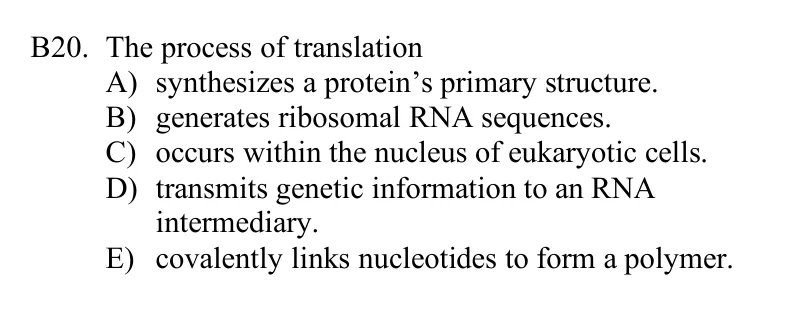 B20. The process of translation
A) synthesizes a protein’s primary structure.
B) generates ribosomal RNA sequences.
C) occurs within the nucleus of eukaryotic cells.
D) transmits genetic information to an RNA
intermediary.
E) covalently links nucleotides to form a polymer.